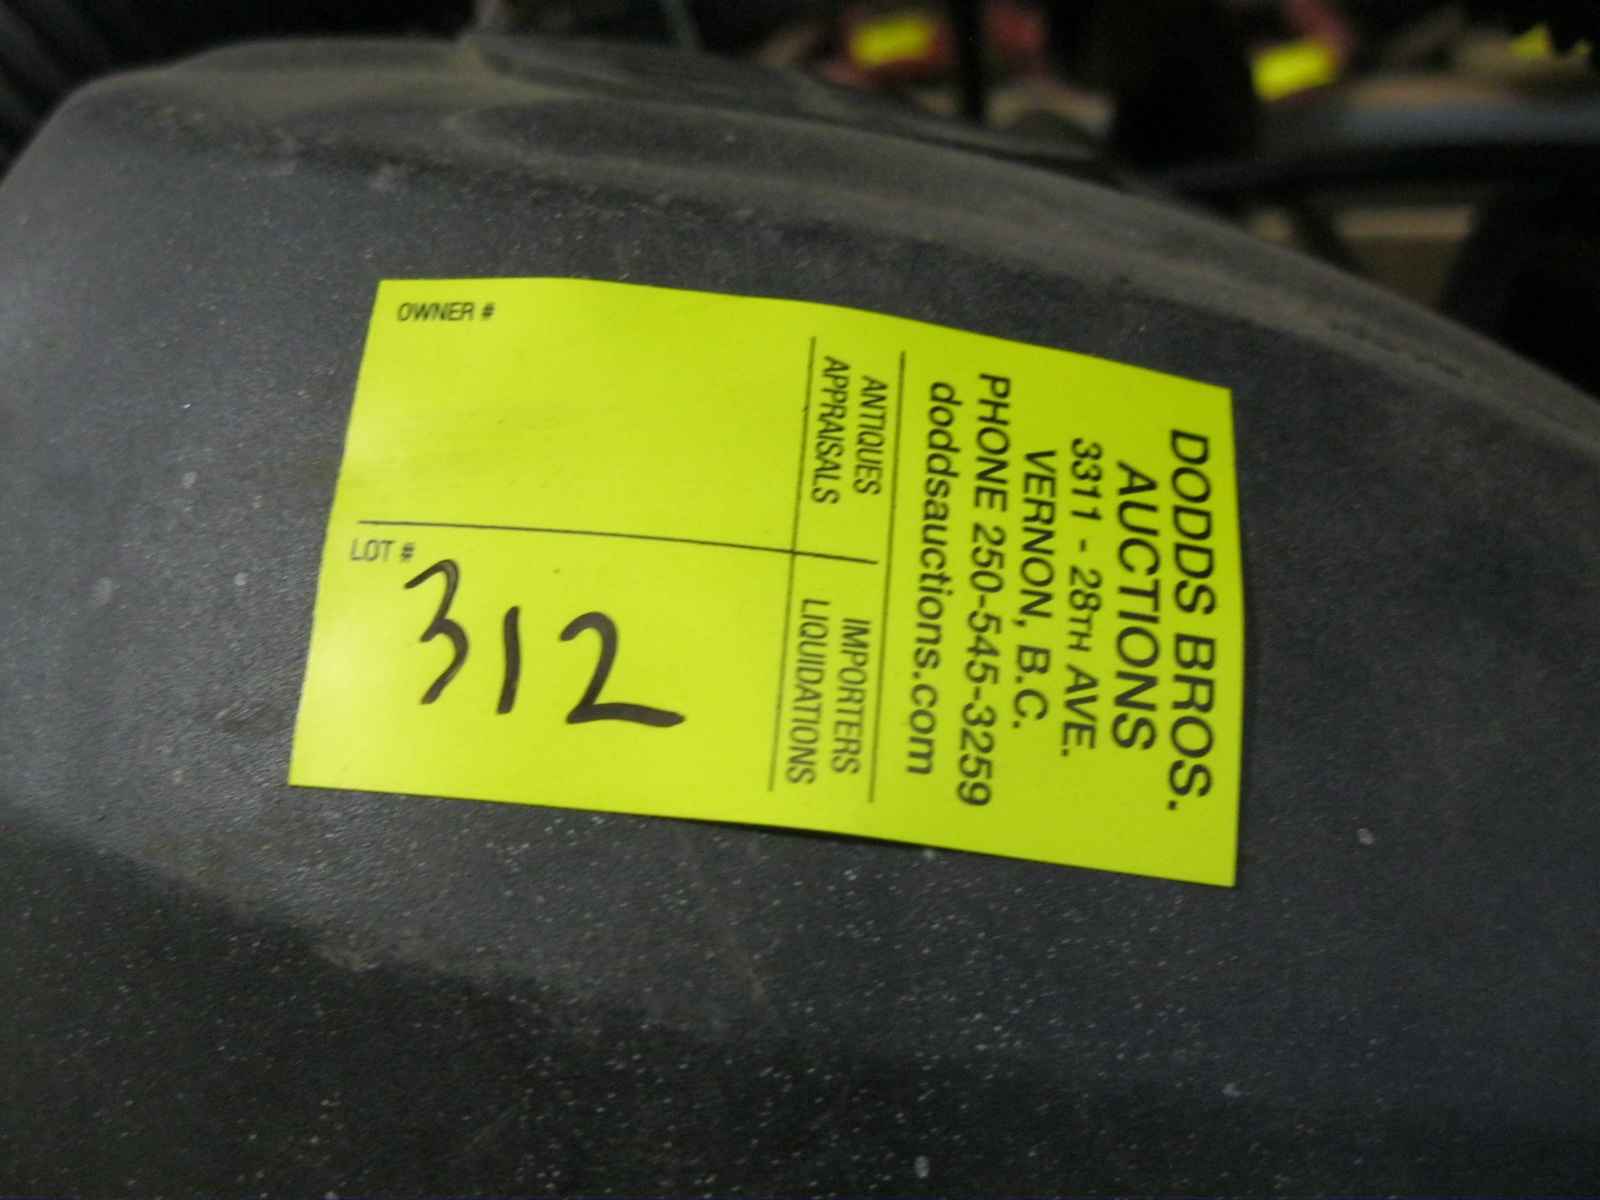 DODDS BROS.
AUCTIONS
3311 - 28TH AVE.
VERNON, B.C.
PHONE 250-545-3259
doddsauctions.com
ANTIQUES IMPORTERS
APPRAISALS LIQUIDATIONS
OWNER #
LOT #
312